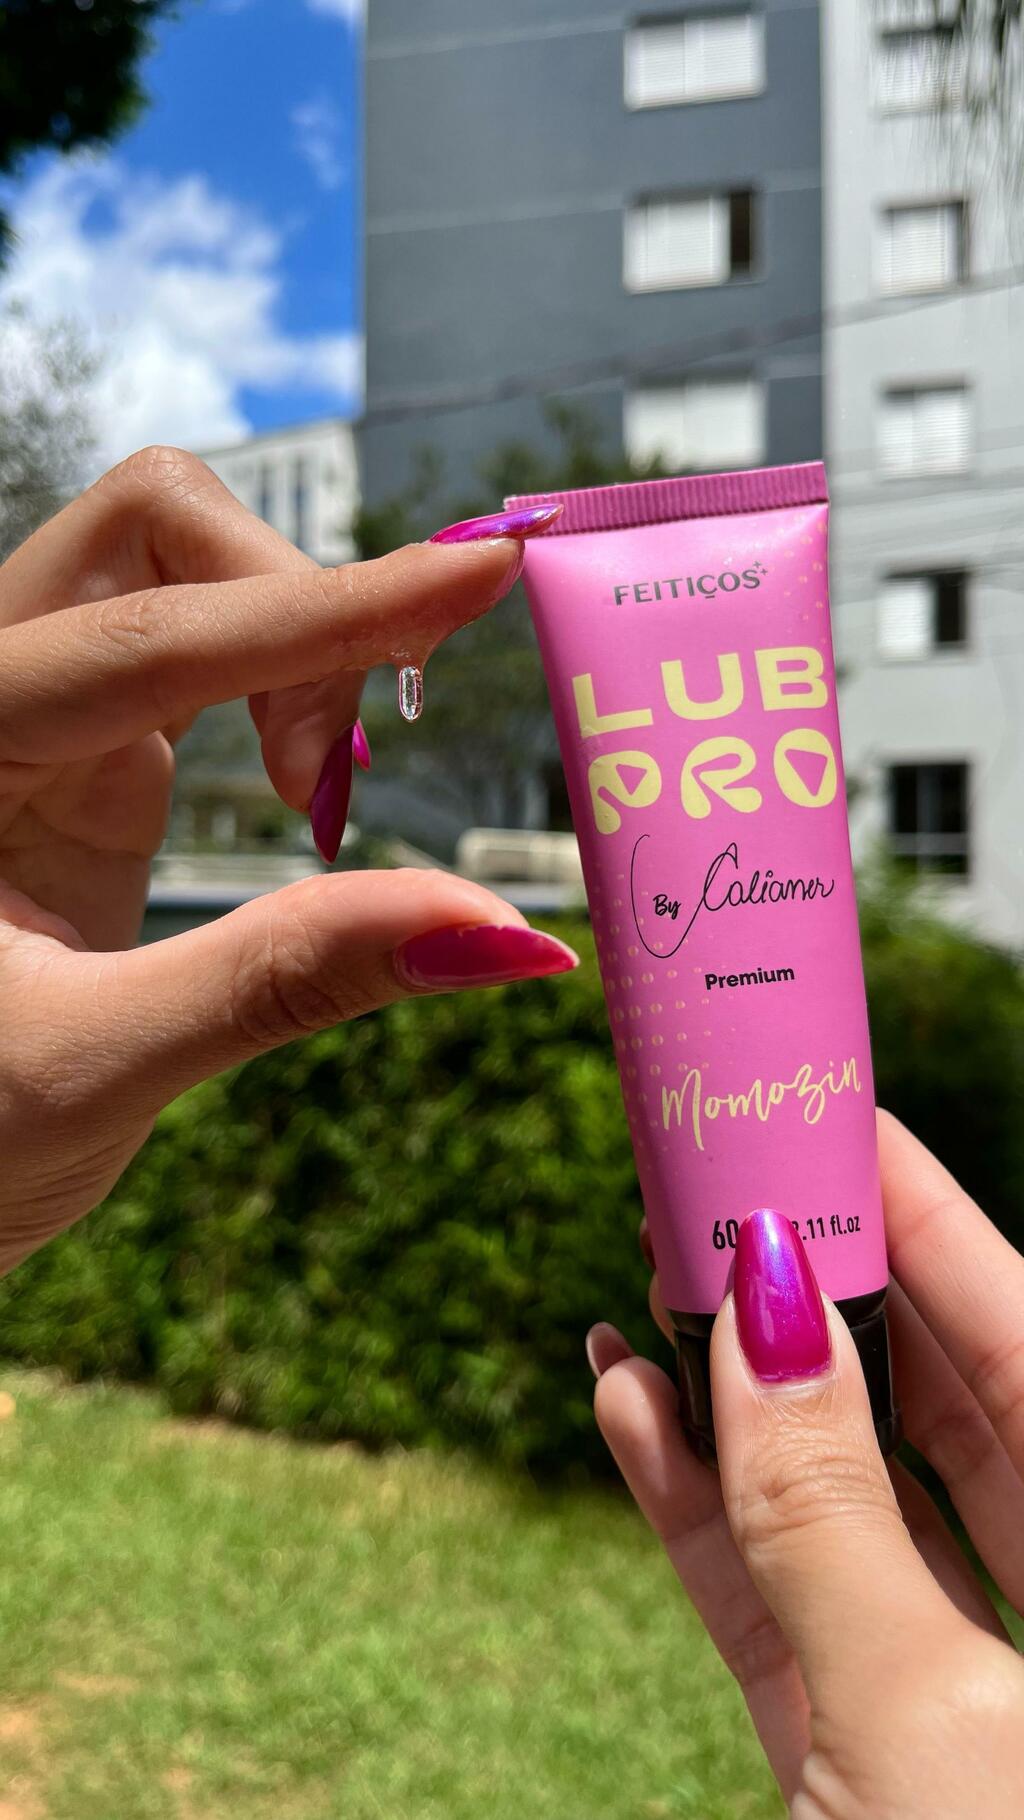 FEITIÇOS
LUB
PRO
By Calianer
Premium
Momozin
60 .11 fl.oz